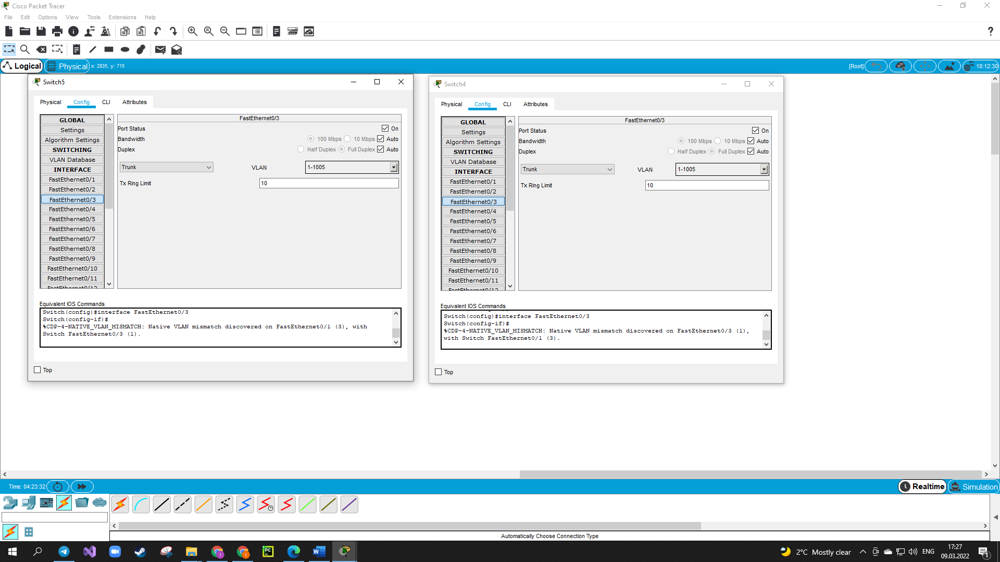 Cisco Packet Tracer
File Edit Options View Tools Extensions Help
Logical Physical x: 2835, y: 715 [Root] 18:12:30
Switch5
Physical Config CLI Attributes
GLOBAL
Settings
Algorithm Settings
SWITCHING
VLAN Database
INTERFACE
FastEthernet0/1
FastEthernet0/2
FastEthernet0/3
FastEthernet0/4
FastEthernet0/5
FastEthernet0/6
FastEthernet0/7
FastEthernet0/8
FastEthernet0/9
FastEthernet0/10
FastEthernet0/11
FastEthernet0/12
FastEthernet0/3
Port Status On
Bandwidth 100 Mbps 10 Mbps Auto
Duplex Half Duplex Full Duplex Auto
Trunk VLAN 1-1005
Tx Ring Limit 10
Equivalent IOS Commands
Switch(config)#interface FastEthernet0/3
Switch(config-if)#
%CDP-4-NATIVE_VLAN_MISMATCH: Native VLAN mismatch discovered on FastEthernet0/1 (3), with
Switch FastEthernet0/3 (1).
Top
Switch4
Physical Config CLI Attributes
GLOBAL
Settings
Algorithm Settings
SWITCHING
VLAN Database
INTERFACE
FastEthernet0/1
FastEthernet0/2
FastEthernet0/3
FastEthernet0/4
FastEthernet0/5
FastEthernet0/6
FastEthernet0/7
FastEthernet0/8
FastEthernet0/9
FastEthernet0/10
FastEthernet0/11
FastEthernet0/12
FastEthernet0/3
Port Status On
Bandwidth 100 Mbps 10 Mbps Auto
Duplex Half Duplex Full Duplex Auto
Trunk VLAN 1-1005
Tx Ring Limit 10
Equivalent IOS Commands
Switch(config)#interface FastEthernet0/3
Switch(config-if)#
%CDP-4-NATIVE_VLAN_MISMATCH: Native VLAN mismatch discovered on FastEthernet0/3 (1),
with Switch FastEthernet0/1 (3).
Top
Time: 04:23:32 Realtime Simulation
Automatically Choose Connection Type
2°C Mostly clear ENG 17:27
09.03.2022
1